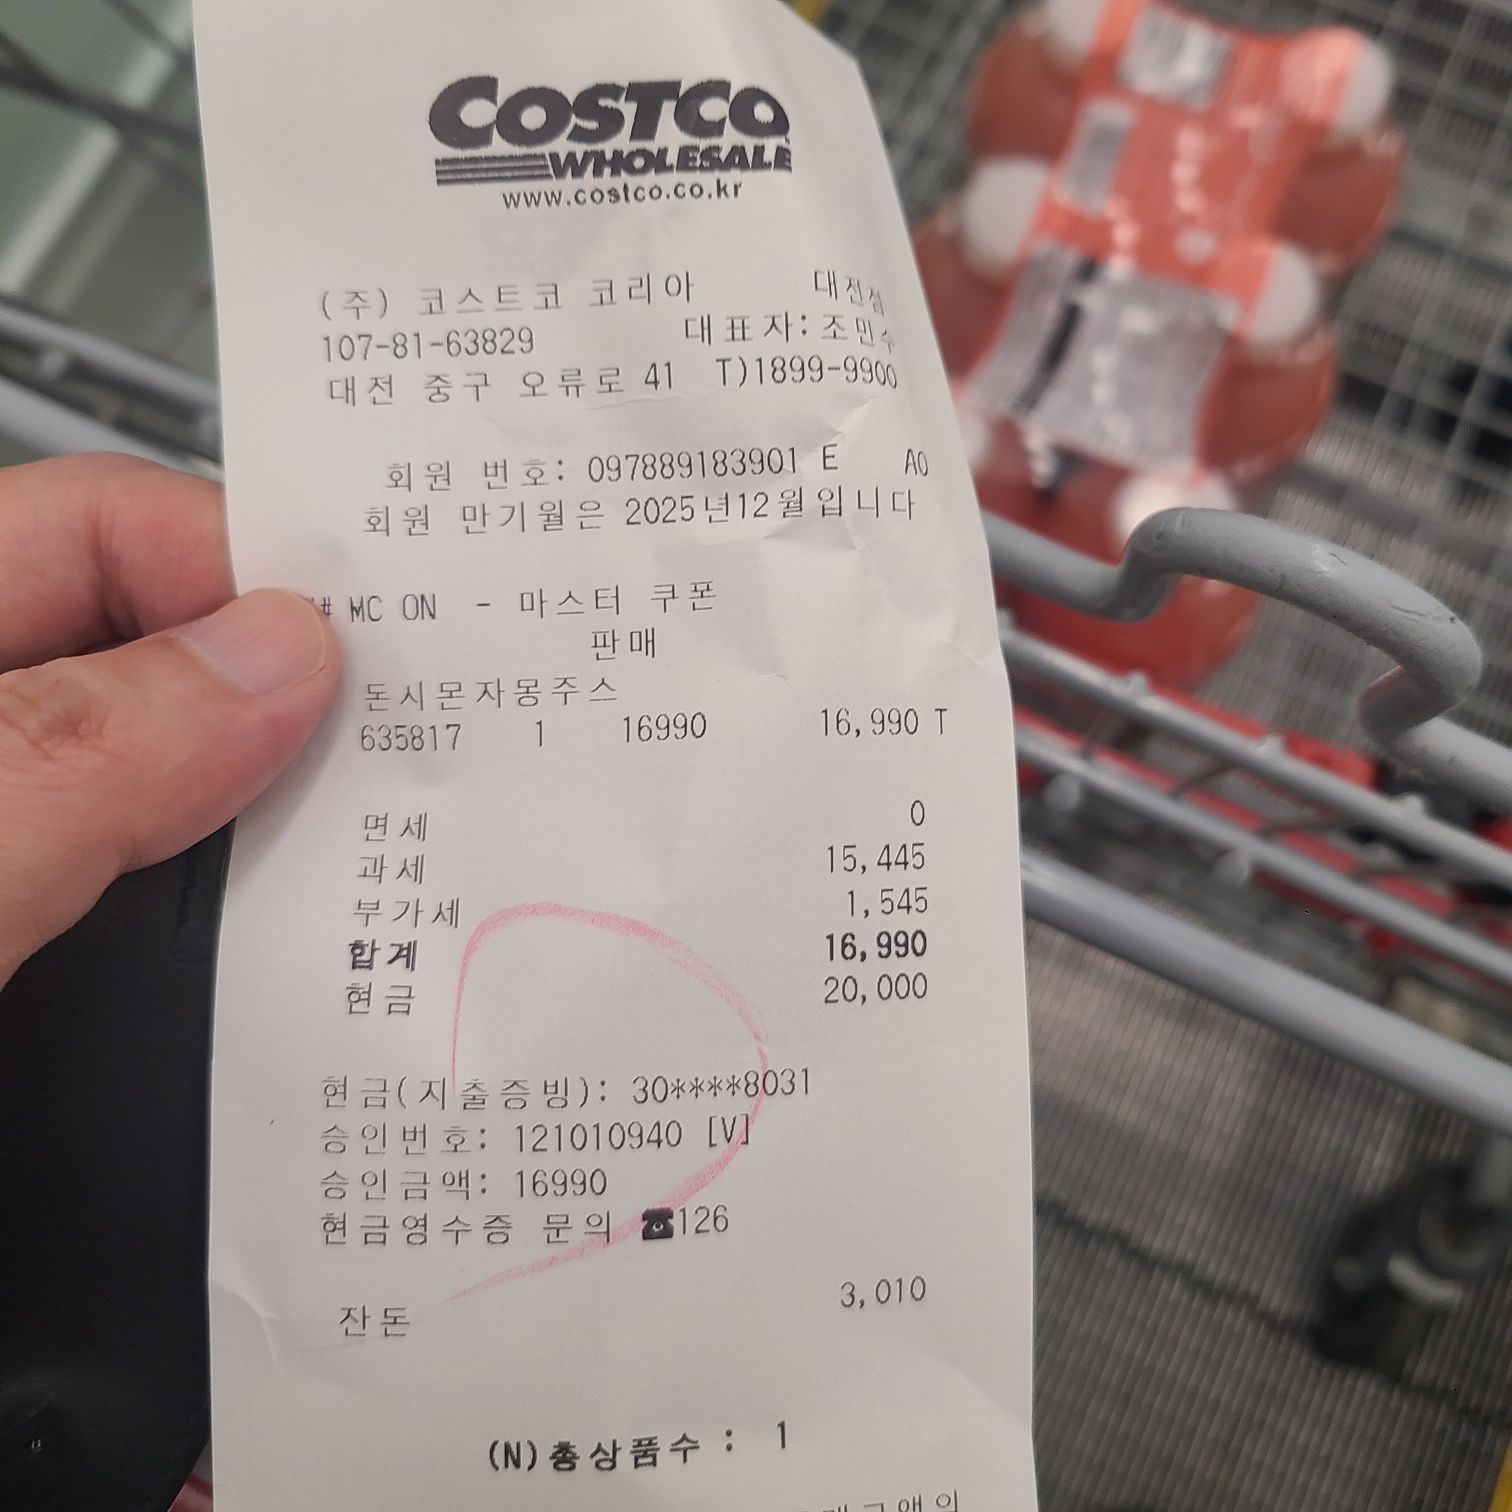 COSTCO
WHOLESALE
www.costco.co.kr
(주) 코스트코 코리아 대전점
107-81-63829 대표자: 조민수
대전 중구 오류로 41 T)1899-9900
회원 번호: 097889183901 E A0
회원 만기월은 2025년12월입니다
# MC ON - 마스터 쿠폰
판매
돈시몬자몽주스
635817 1 16990 16,990 T
면세 0
과세 15,445
부가세 1,545
합계 16,990
현금 20,000
현금(지출증빙): 30****8031
승인번호: 121010940 [V]
승인금액: 16990
현금영수증 문의 ☎126
잔돈 3,010
(N)총상품수 : 1